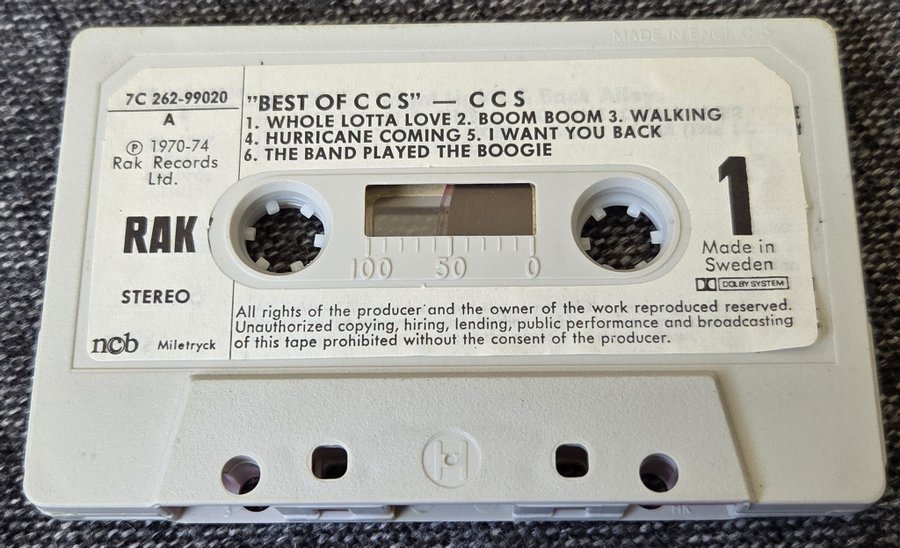 MADE IN ENGLAND
7C 262-99020
A
Ⓟ 1970-74
Rak Records
Ltd.
RAK
STEREO
ncb Miletryck
"BEST OF C C S" — C C S
1. WHOLE LOTTA LOVE 2. BOOM BOOM 3. WALKING
4. HURRICANE COMING 5. I WANT YOU BACK
6. THE BAND PLAYED THE BOOGIE
100 50 0
1
Made in
Sweden
DOLBY SYSTEM
All rights of the producer and the owner of the work reproduced reserved.
Unauthorized copying, hiring, lending, public performance and broadcasting
of this tape prohibited without the consent of the producer.